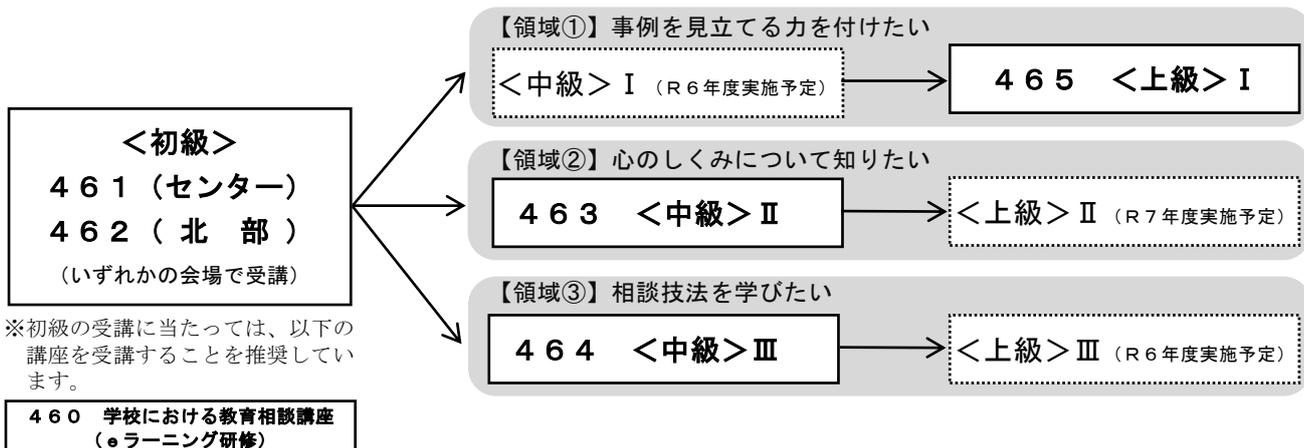 ＜初級＞
４６１（センター）
４６２（ 北　部 ）
（いずれかの会場で受講）
※初級の受講に当たっては、以下の
講座を受講することを推奨してい
ます。
４６０　学校における教育相談講座
（ｅラーニング研修）
【領域①】事例を見立てる力を付けたい
＜中級＞Ⅰ（Ｒ６年度実施予定）
４６５　＜上級＞Ⅰ
【領域②】心のしくみについて知りたい
４６３　＜中級＞Ⅱ
＜上級＞Ⅱ（Ｒ７年度実施予定）
【領域③】相談技法を学びたい
４６４　＜中級＞Ⅲ
＜上級＞Ⅲ（Ｒ６年度実施予定）